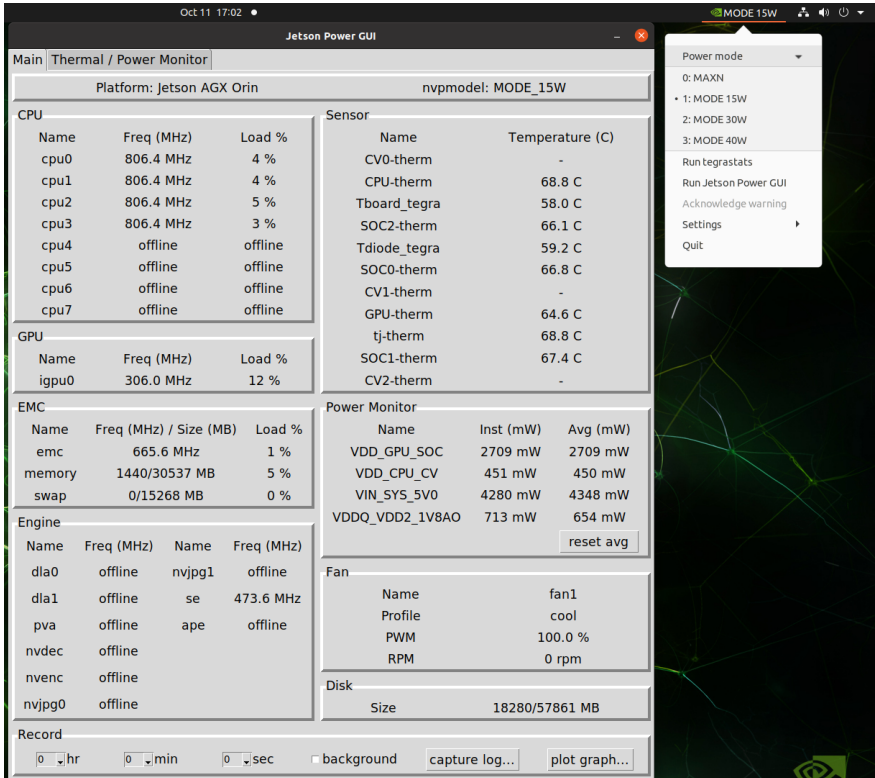 Oct 11 17:02
MODE 15W
Jetson Power GUI
Main Thermal / Power Monitor
Platform: Jetson AGX Orin nvpmodel: MODE_15W
CPU
Name Freq (MHz) Load %
cpu0 806.4 MHz 4 %
cpu1 806.4 MHz 4 %
cpu2 806.4 MHz 5 %
cpu3 806.4 MHz 3 %
cpu4 offline offline
cpu5 offline offline
cpu6 offline offline
cpu7 offline offline
GPU
Name Freq (MHz) Load %
igpu0 306.0 MHz 12 %
EMC
Name Freq (MHz) / Size (MB) Load %
emc 665.6 MHz 1 %
memory 1440/30537 MB 5 %
swap 0/15268 MB 0 %
Engine
Name Freq (MHz) Name Freq (MHz)
dla0 offline nvjpg1 offline
dla1 offline se 473.6 MHz
pva offline ape offline
nvdec offline
nvenc offline
nvjpg0 offline
Sensor
Name Temperature (C)
CV0-therm -
CPU-therm 68.8 C
Tboard_tegra 58.0 C
SOC2-therm 66.1 C
Tdiode_tegra 59.2 C
SOC0-therm 66.8 C
CV1-therm -
GPU-therm 64.6 C
tj-therm 68.8 C
SOC1-therm 67.4 C
CV2-therm -
Power Monitor
Name Inst (mW) Avg (mW)
VDD_GPU_SOC 2709 mW 2709 mW
VDD_CPU_CV 451 mW 450 mW
VIN_SYS_5V0 4280 mW 4348 mW
VDDQ_VDD2_1V8AO 713 mW 654 mW
reset avg
Fan
Name fan1
Profile cool
PWM 100.0 %
RPM 0 rpm
Disk
Size 18280/57861 MB
Record
0 hr 0 min 0 sec background capture log... plot graph...
Power mode
0: MAXN
1: MODE 15W
2: MODE 30W
3: MODE 40W
Run tegrastats
Run Jetson Power GUI
Acknowledge warning
Settings
Quit